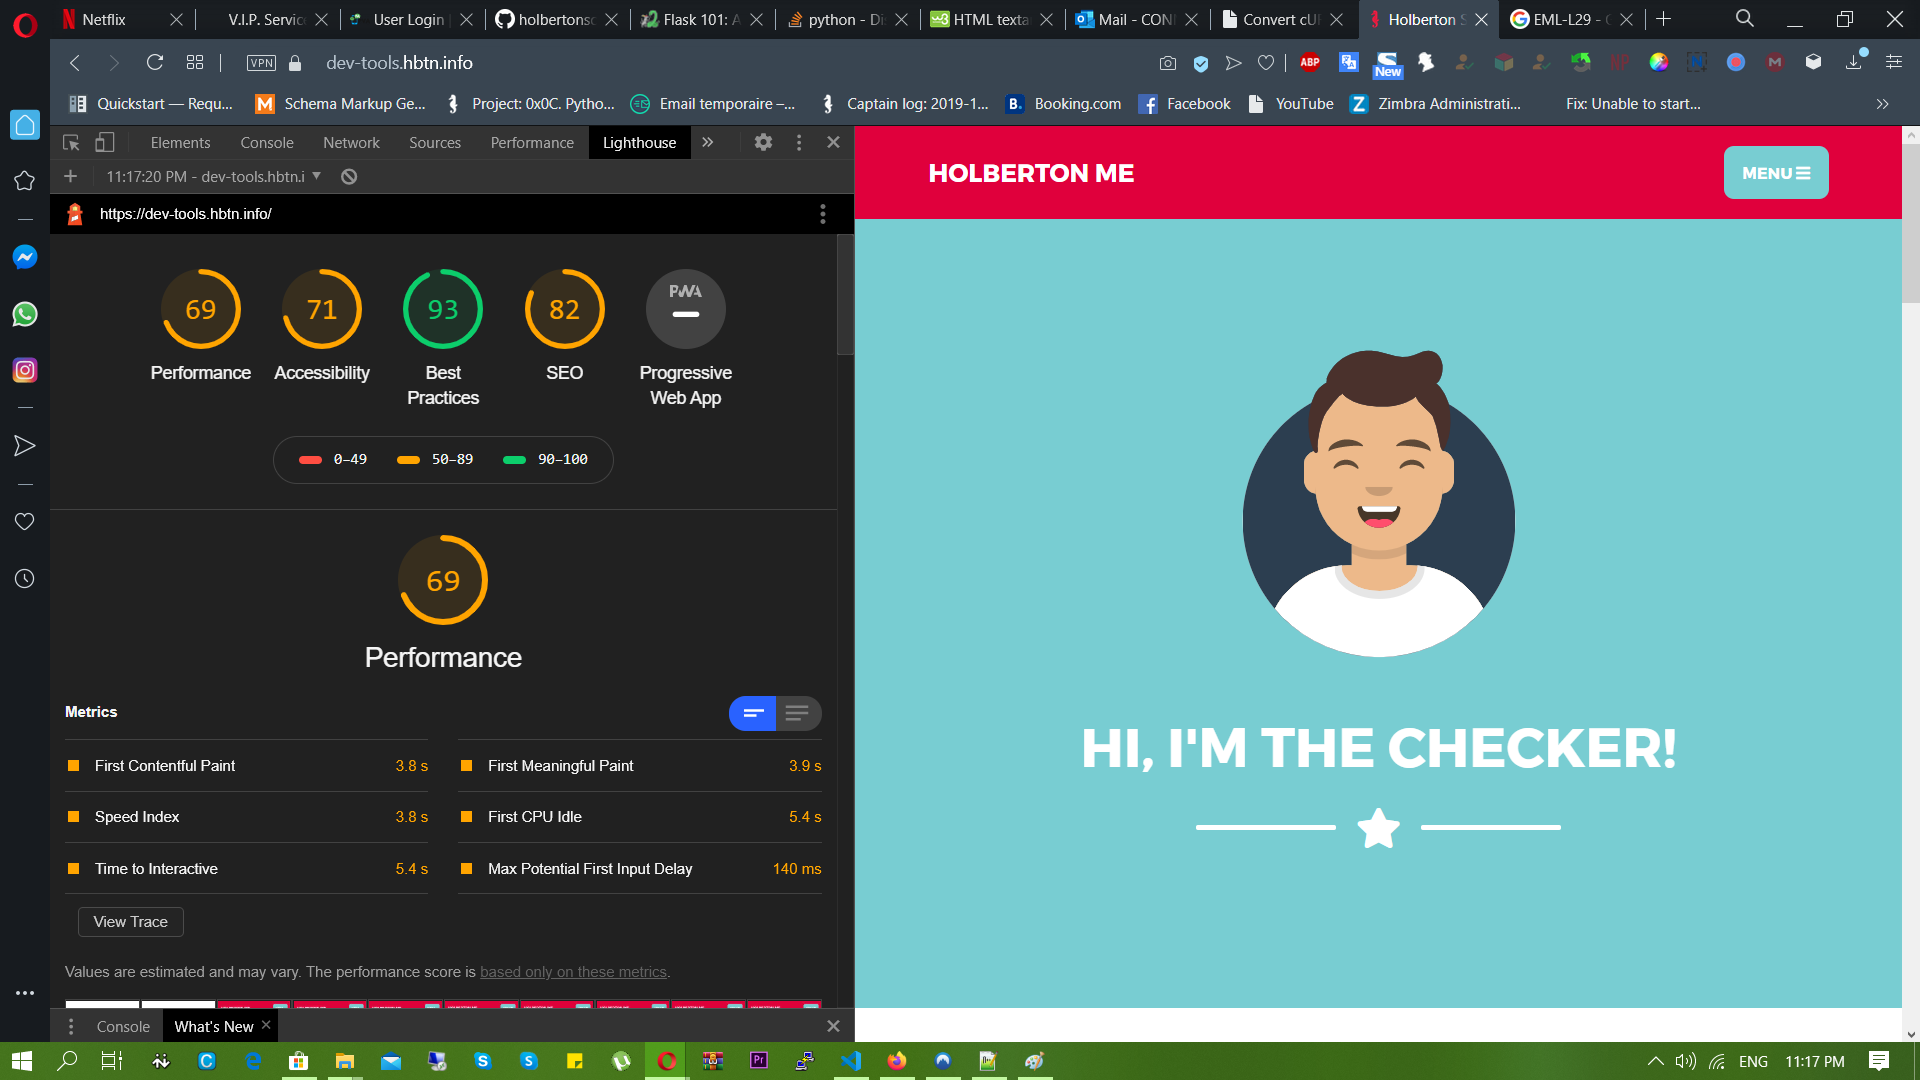 Netflix
V.I.P. Servic
User Login
holbertonsc
Flask 101: A
python - Di
HTML texta
Mail - CON
Convert cU
Holberton S
EML-L29 - G
VPN
dev-tools.hbtn.info
ABP
New
Quickstart — Requ...
Schema Markup Ge...
Project: 0x0C. Pytho...
Email temporaire –...
Captain log: 2019-1...
B.
Booking.com
Facebook
YouTube
Z
Zimbra Administrati...
Fix: Unable to start...
Elements
Console
Network
Sources
Performance
Lighthouse
11:17:20 PM - dev-tools.hbtn.i
https://dev-tools.hbtn.info/
69
71
93
82
PWA
Performance
Accessibility
Best
Practices
SEO
Progressive
Web App
0–49
50–89
90–100
69
Performance
Metrics
First Contentful Paint 3.8 s
First Meaningful Paint 3.9 s
Speed Index 3.8 s
First CPU Idle 5.4 s
Time to Interactive 5.4 s
Max Potential First Input Delay 140 ms
View Trace
Values are estimated and may vary. The performance score is based only on these metrics.
Console
What's New
HOLBERTON ME
MENU
HI, I'M THE CHECKER!
Pr
ENG
11:17 PM